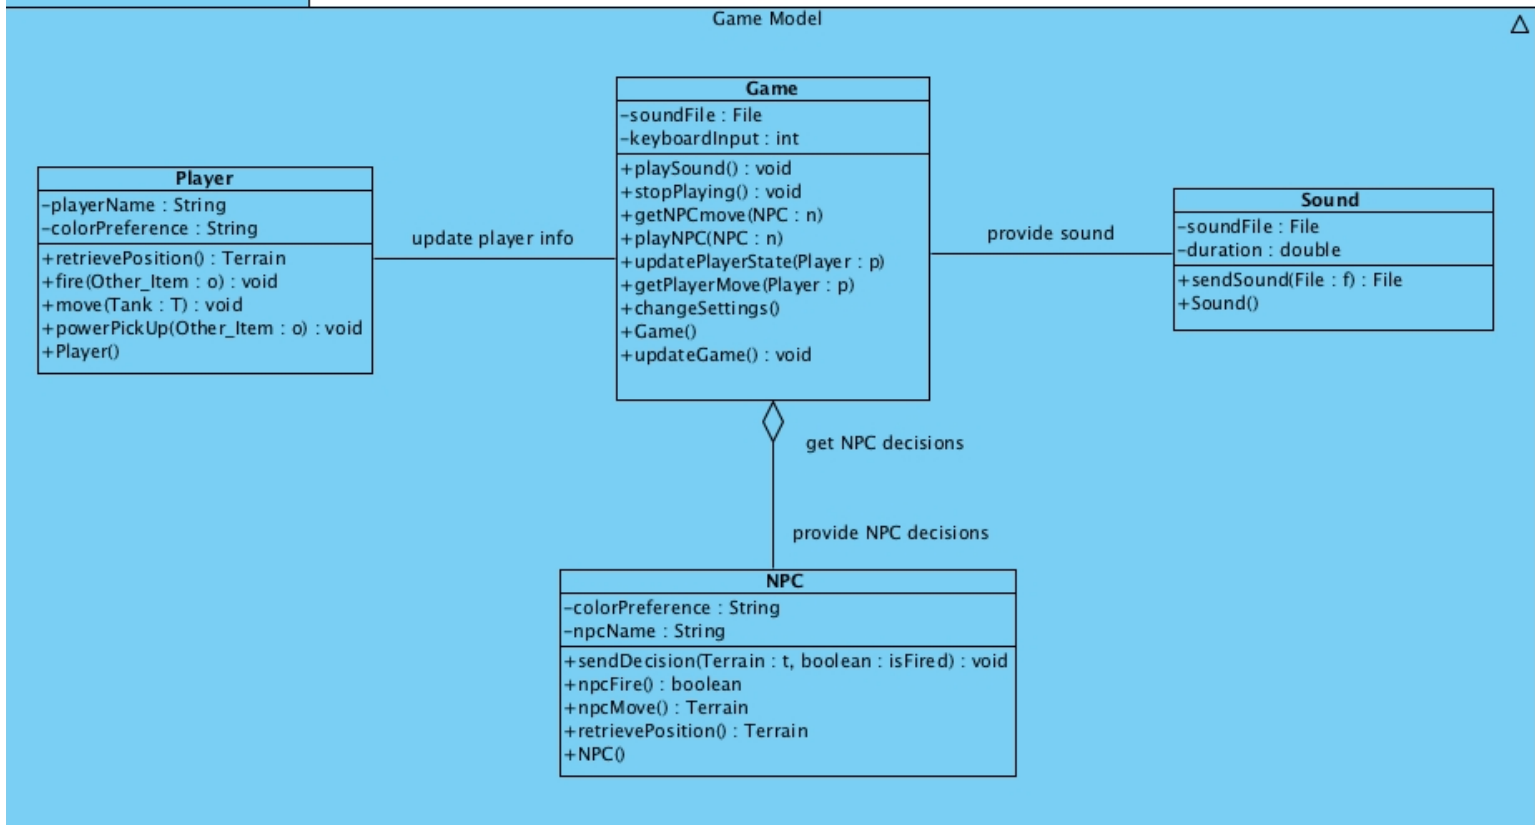 Game Model
Game
-soundFile : File
-keyboardInput : int
+playSound() : void
+stopPlaying() : void
+getNPCmove(NPC : n)
+playNPC(NPC : n)
+updatePlayerState(Player : p)
+getPlayerMove(Player : p)
+changeSettings()
+Game()
+updateGame() : void
Player
-playerName : String
-colorPreference : String
+retrievePosition() : Terrain
+fire(Other_Item : o) : void
+move(Tank : T) : void
+powerPickUp(Other_Item : o) : void
+Player()
update player info
provide sound
Sound
-soundFile : File
-duration : double
+sendSound(File : f) : File
+Sound()
get NPC decisions
provide NPC decisions
NPC
-colorPreference : String
-npcName : String
+sendDecision(Terrain : t, boolean : isFired) : void
+npcFire() : boolean
+npcMove() : Terrain
+retrievePosition() : Terrain
+NPC()